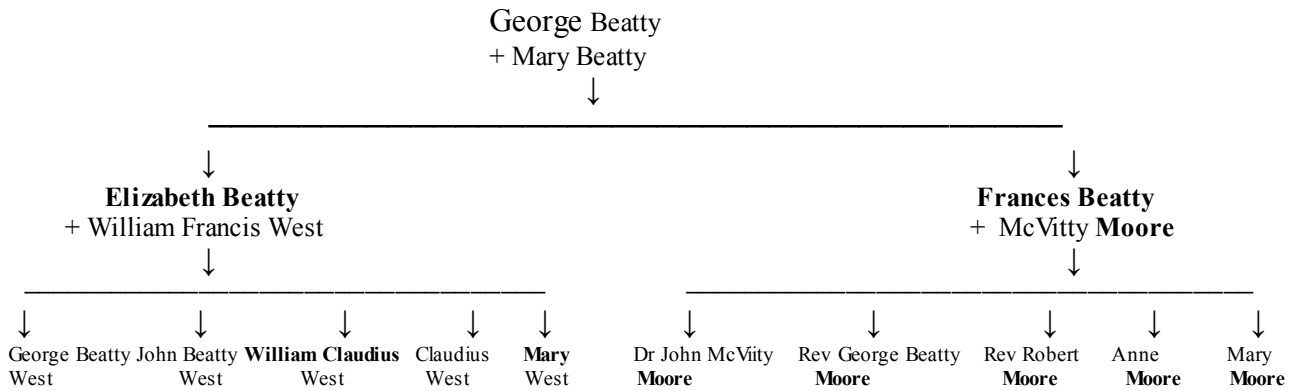 George Beatty
+ Mary Beatty
↓
↓ ↓
Elizabeth Beatty Frances Beatty
+ William Francis West + McVitty Moore
↓ ↓
↓ ↓ ↓ ↓ ↓ ↓ ↓ ↓ ↓ ↓
George Beatty John Beatty William Claudius Claudius Mary Dr John McViity Rev George Beatty Rev Robert Anne Mary
West West West West West Moore Moore Moore Moore Moore